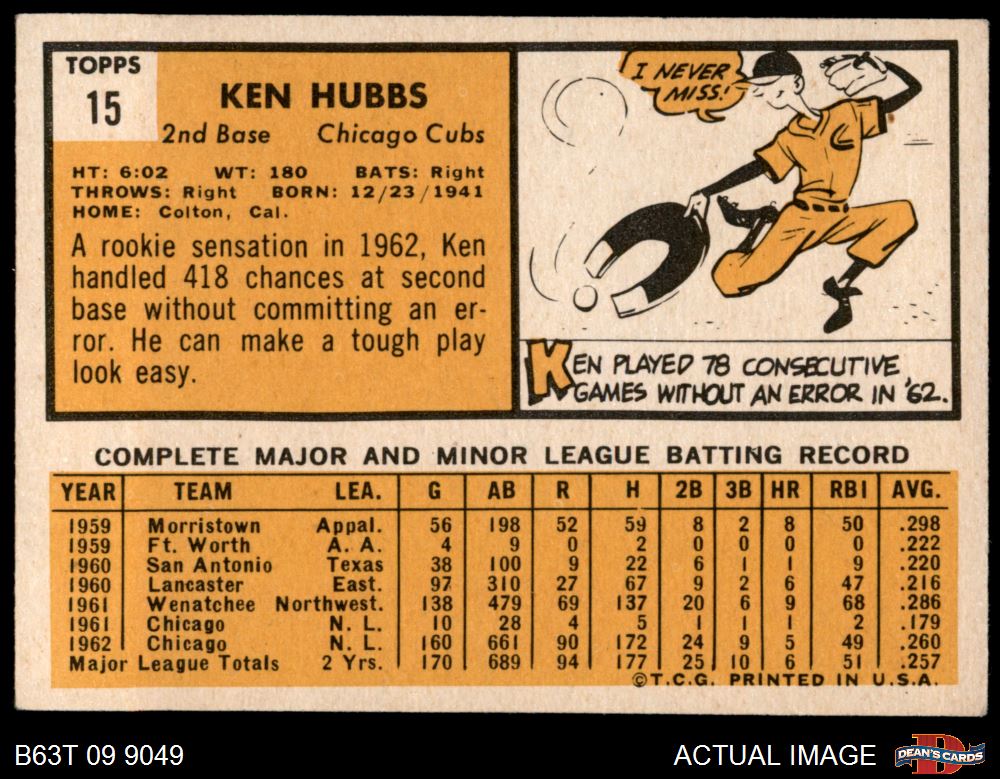 TOPPS
15
KEN HUBBS
2nd Base Chicago Cubs
HT: 6:02 WT: 180 BATS: Right
THROWS: Right BORN: 12/23/1941
HOME: Colton, Cal.
A rookie sensation in 1962, Ken
handled 418 chances at second
base without committing an er-
ror. He can make a tough play
look easy.
I NEVER
MISS!
C
KEN PLAYED 78 CONSECUTIVE
GAMES WITHOUT AN ERROR IN '62.
COMPLETE MAJOR AND MINOR LEAGUE BATTING RECORD
YEAR TEAM LEA. G AB R H 2B 3B HR RBI AVG.
1959 Morristown Appal. 56 198 52 59 8 2 8 50 .298
1959 Ft. Worth A. A. 4 9 0 2 0 0 0 0 .222
1960 San Antonio Texas 38 100 9 22 6 1 1 9 .220
1960 Lancaster East. 97 310 27 67 9 2 6 47 .216
1961 Wenatchee Northwest. 138 479 69 137 20 6 9 68 .286
1961 Chicago N. L. 10 28 4 5 1 1 1 2 .179
1962 Chicago N. L. 160 661 90 172 24 9 5 49 .260
Major League Totals 2 Yrs. 170 689 94 177 25 10 6 51 .257
©T.C.G. PRINTED IN U.S.A.
B63T 09 9049
ACTUAL IMAGE
D
DEAN'S CARDS